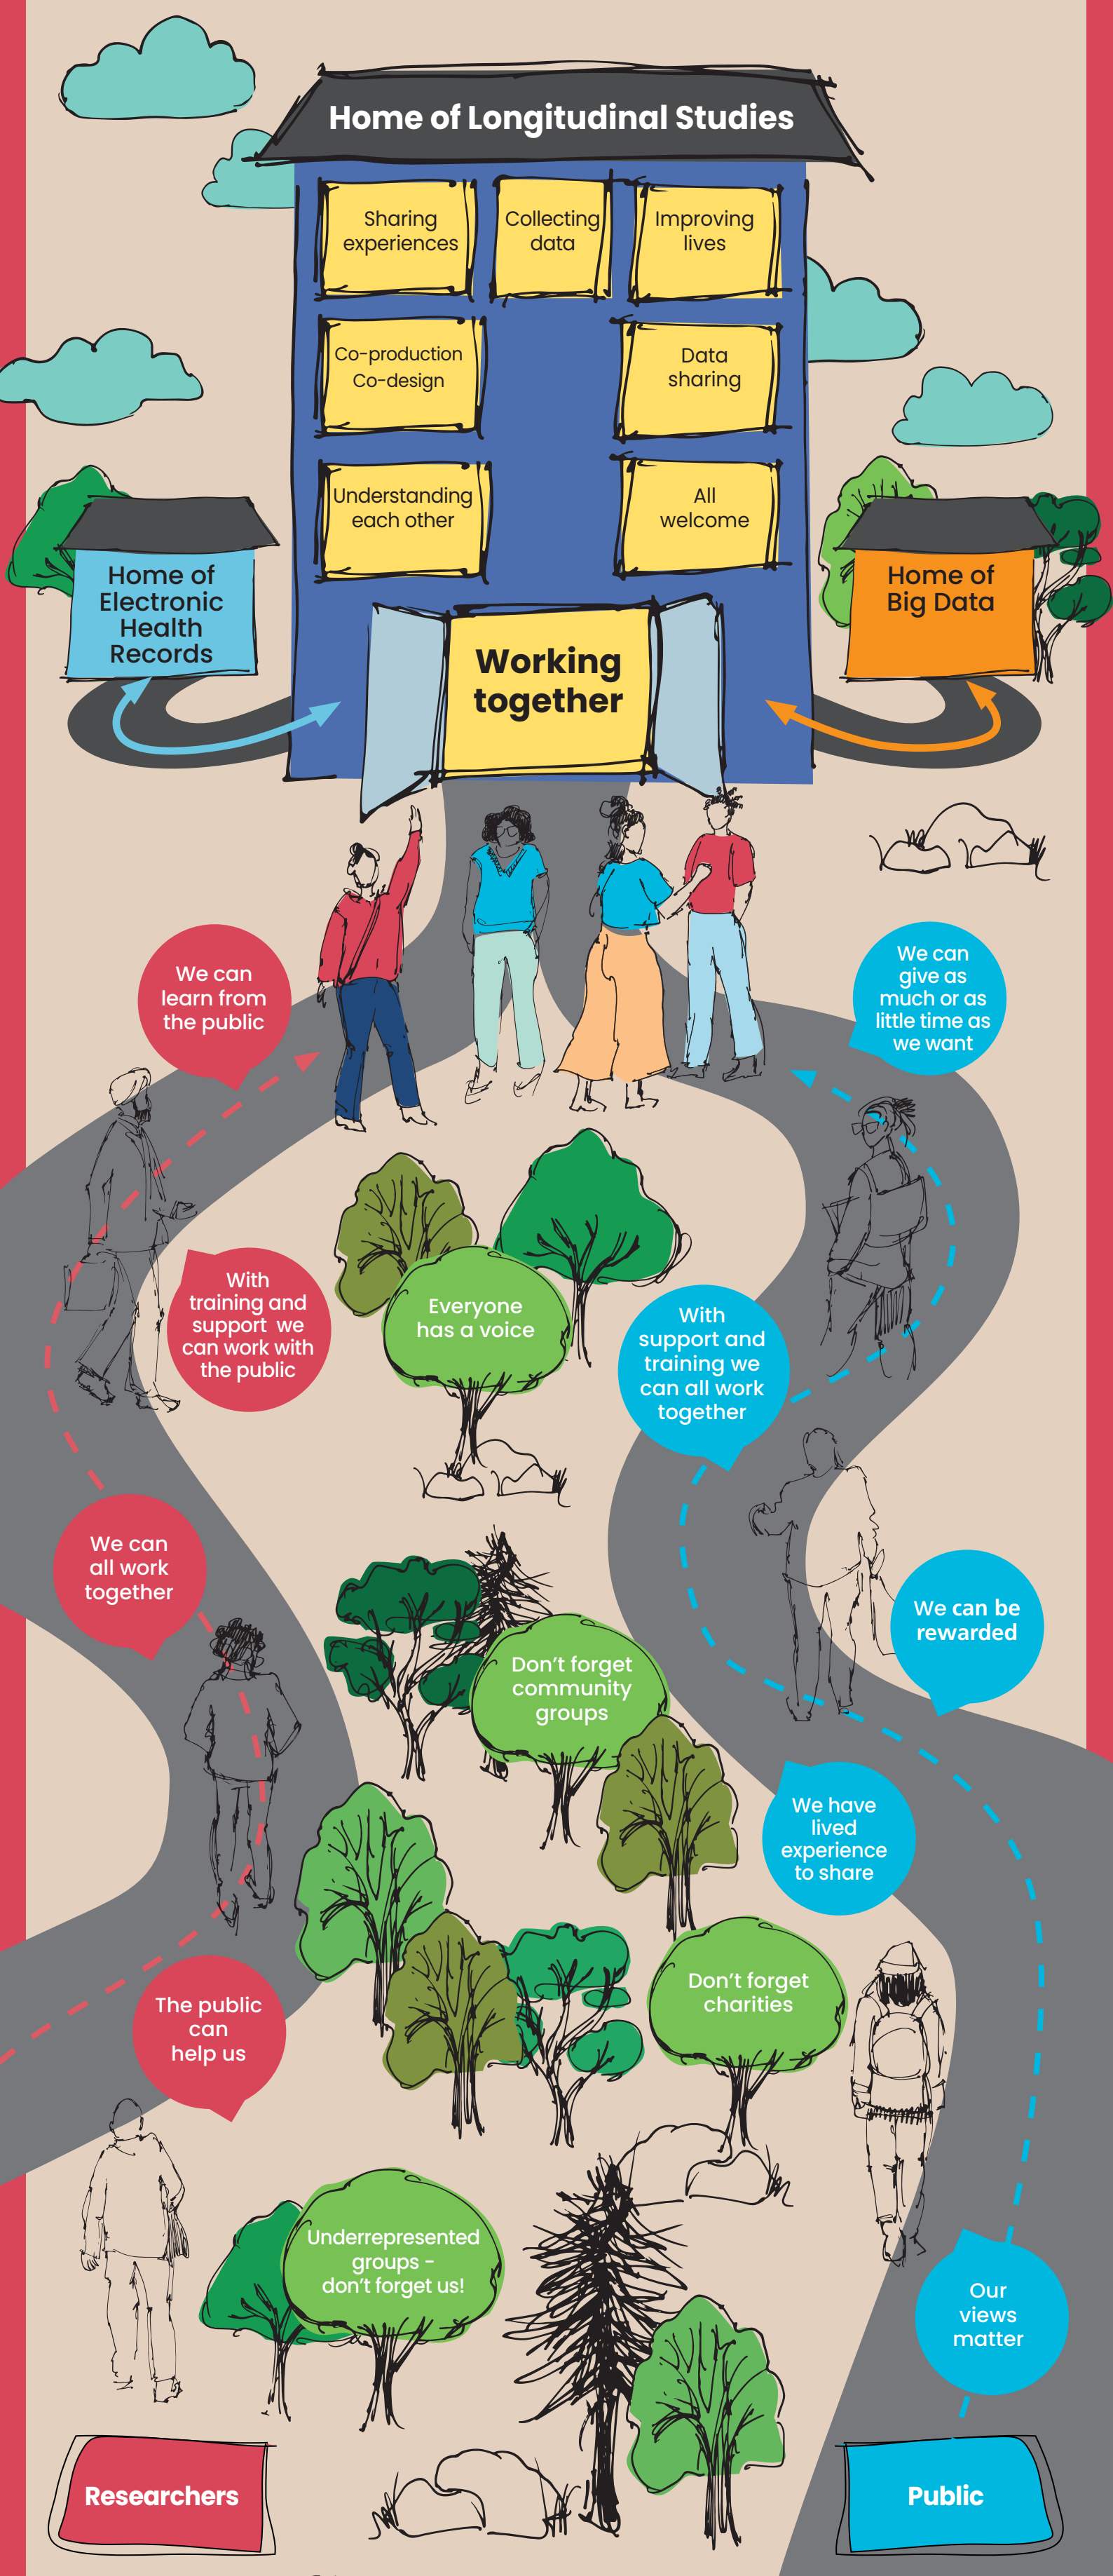 Home of Longitudinal Studies
Sharing
experiences
Collecting
data
Improving
lives
Co-production
Co-design
Data
sharing
Understanding
each other
All
welcome
Home of
Electronic
Health
Records
Home of
Big Data
Working
together
We can
learn from
the public
We can
give as
much or as
little time as
we want
With
training and
support we
can work with
the public
Everyone
has a voice
With
support and
training we
can all work
together
We can
all work
together
We can be
rewarded
Don't forget
community
groups
We have
lived
experience
to share
The public
can
help us
Don't forget
charities
Underrepresented
groups -
don't forget us!
Our
views
matter
Researchers
Public